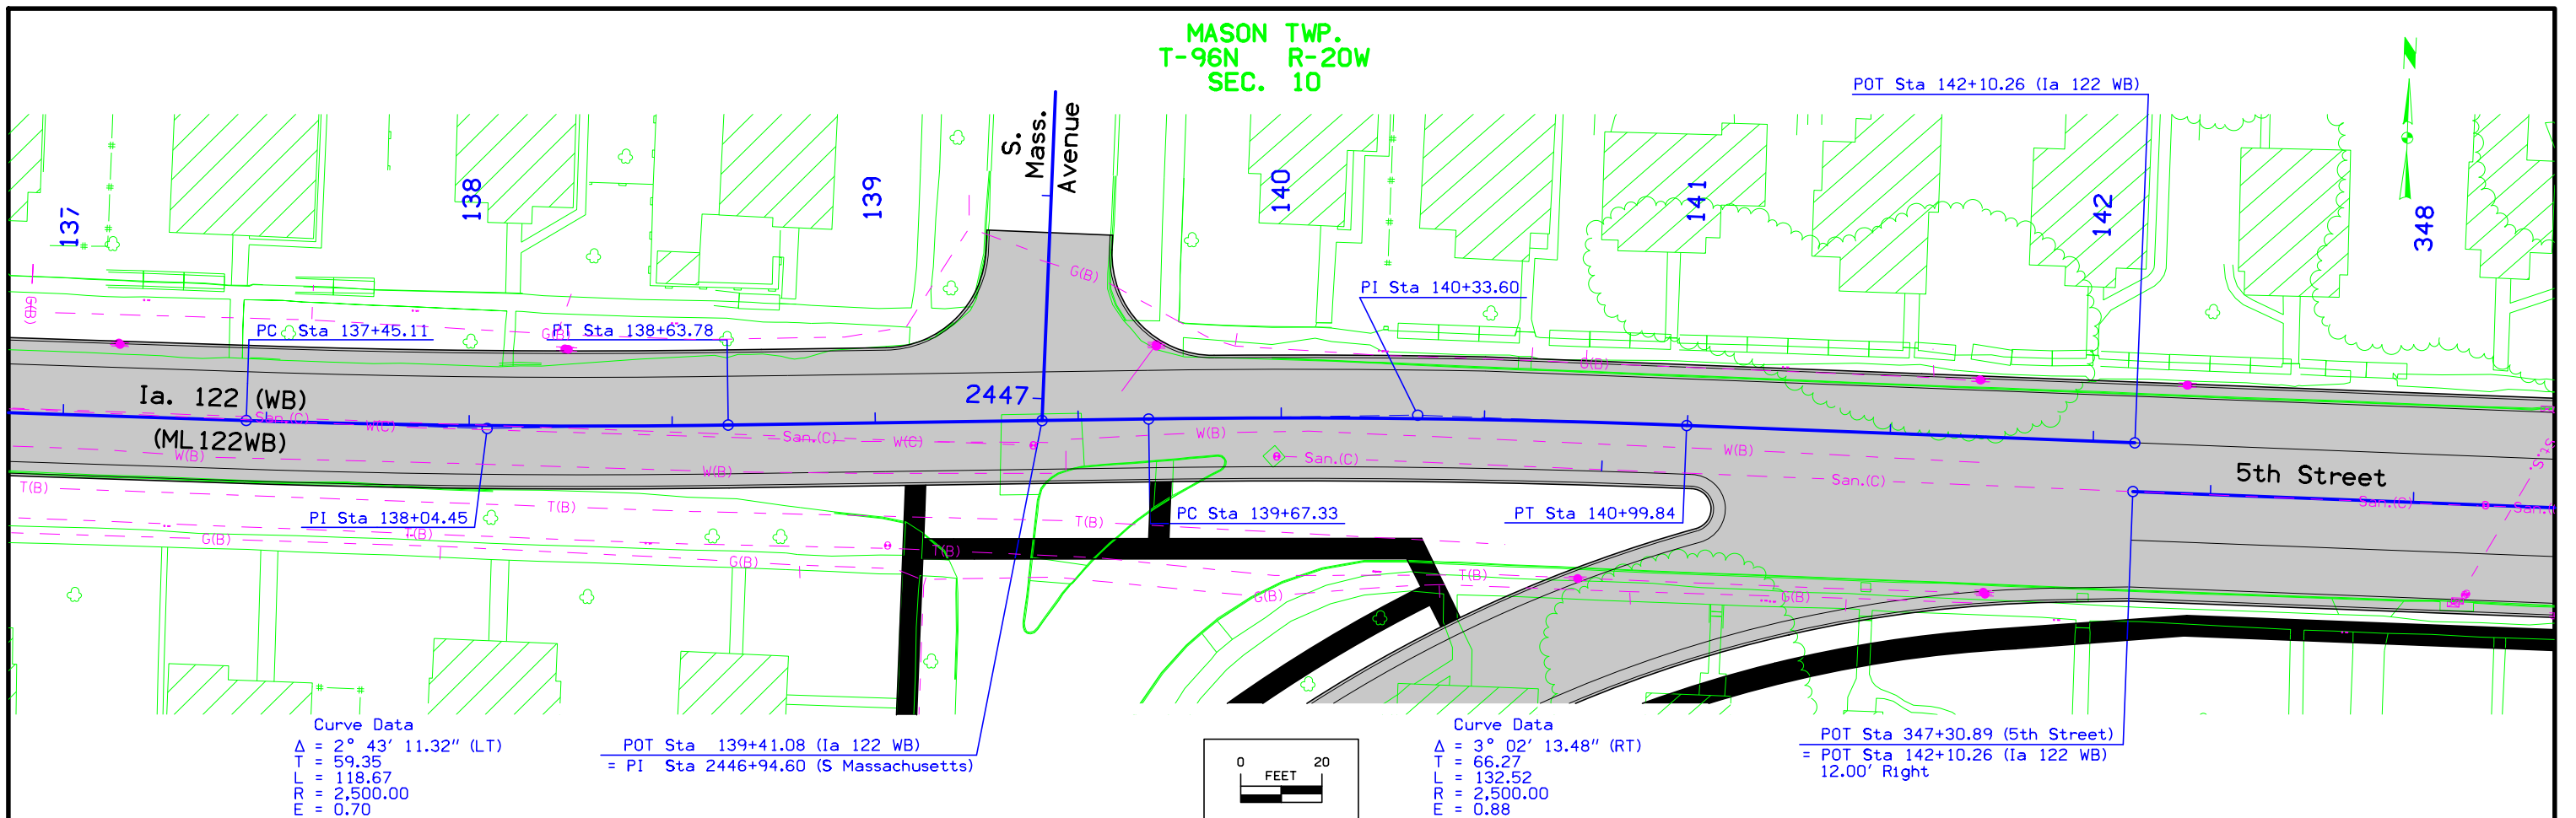 MASON TWP.
T-96N R-20W
SEC. 10
N
POT Sta 142+10.26 (Ia 122 WB)
S.
Mass.
Avenue
137
138
139
140
141
142
348
G(B)
G(B)
G(B)
G(B)
PI Sta 140+33.60
PC Sta 137+45.11
PT Sta 138+63.78
Ia. 122 (WB)
(ML122WB)
2447
San.(C)
W(C)
San.(C)
W(C)
W(B)
W(B)
W(B)
W(B)
San.(C)
San.(C)
San.(C)
San.
St.S.
5th Street
T(B)
T(B)
T(B)
T(B)
T(B)
T(B)
G(B)
G(B)
G(B)
G(B)
PI Sta 138+04.45
PC Sta 139+67.33
PT Sta 140+99.84
Curve Data
Δ = 2° 43' 11.32" (LT)
T = 59.35
L = 118.67
R = 2,500.00
E = 0.70
POT Sta 139+41.08 (Ia 122 WB)
= PI Sta 2446+94.60 (S Massachusetts)
0 20
FEET
Curve Data
Δ = 3° 02' 13.48" (RT)
T = 66.27
L = 132.52
R = 2,500.00
E = 0.88
POT Sta 347+30.89 (5th Street)
= POT Sta 142+10.26 (Ia 122 WB)
12.00' Right